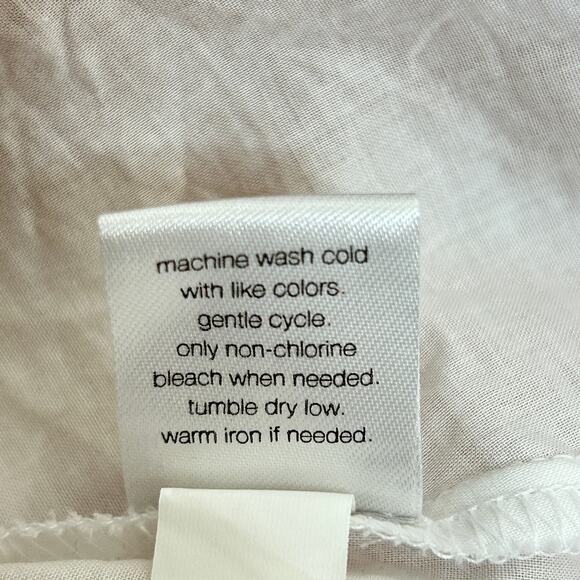 machine wash cold
with like colors.
gentle cycle.
only non-chlorine
bleach when needed.
tumble dry low.
warm iron if needed.